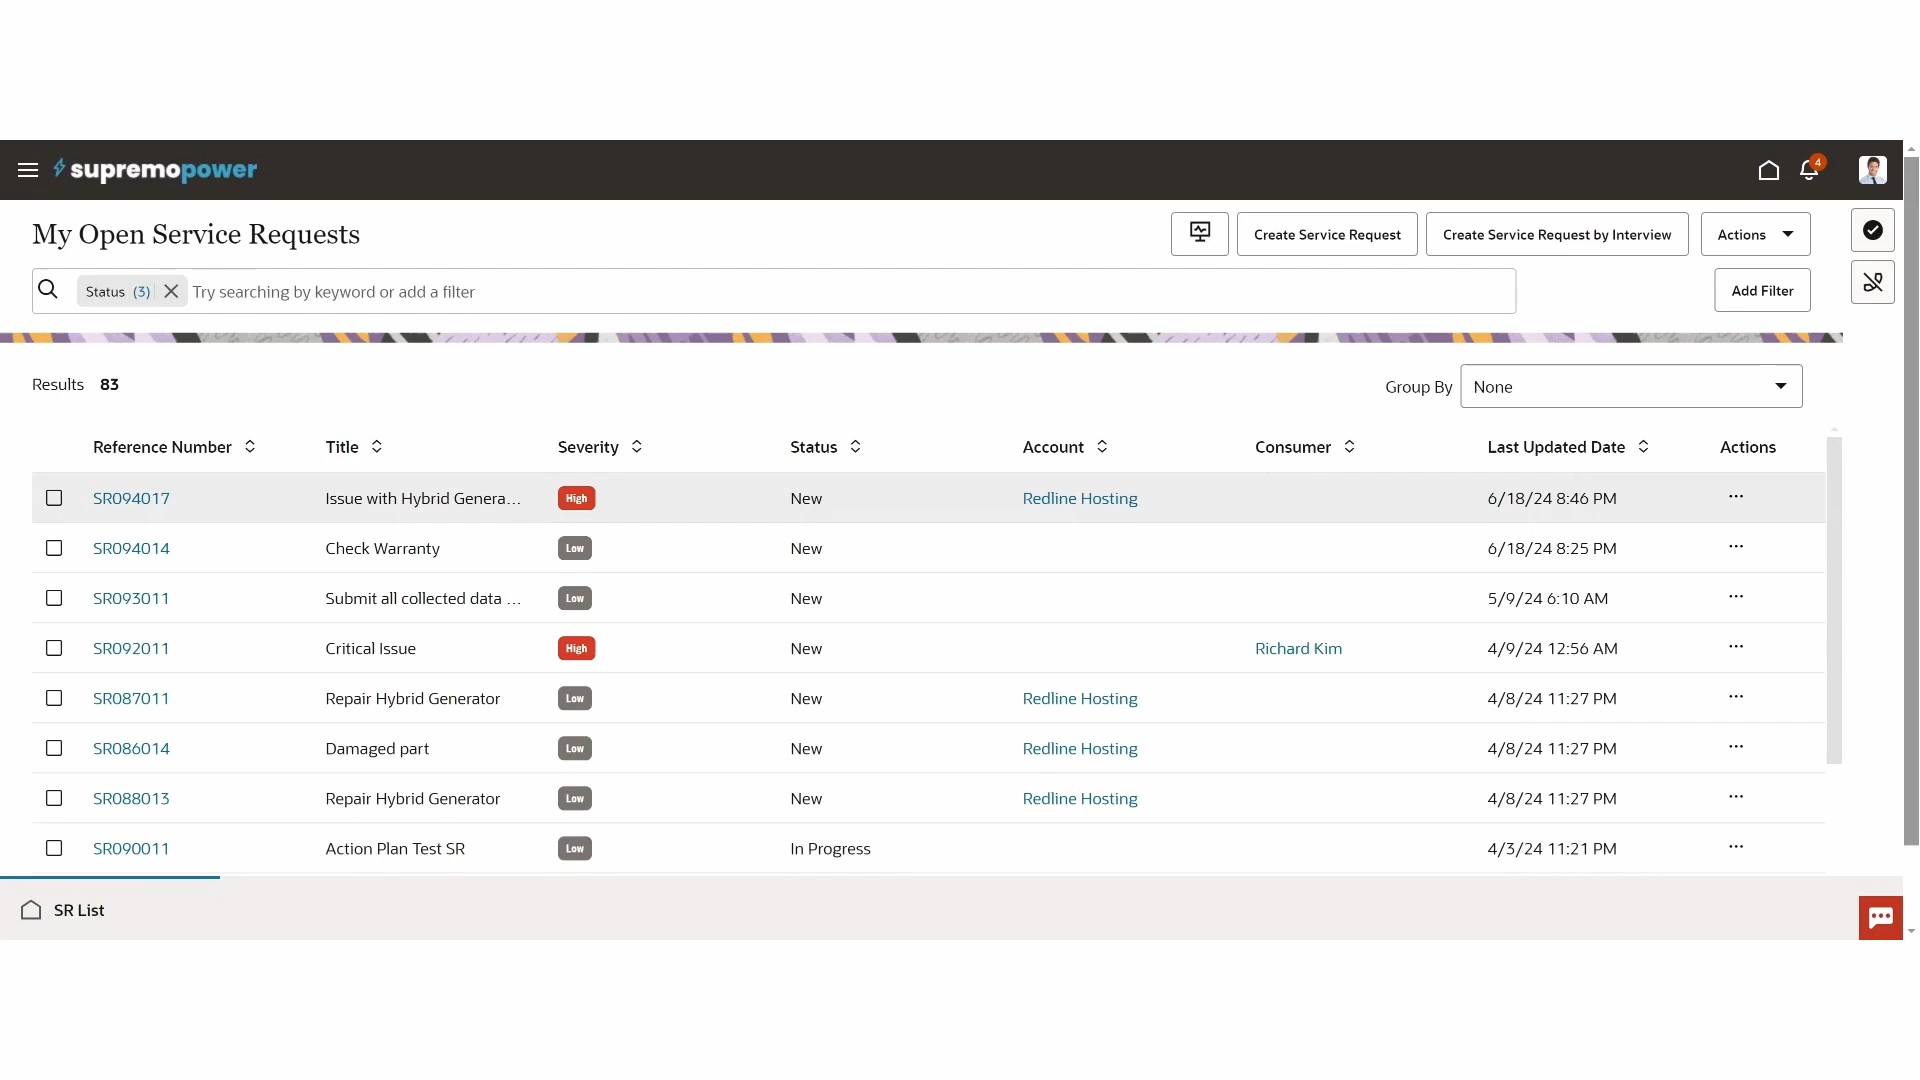 supremopower
4
My Open Service Requests
Create Service Request
Create Service Request by Interview
Actions
Status (3)
Try searching by keyword or add a filter
Add Filter
Results 83
Group By None
Reference Number Title Severity Status Account Consumer Last Updated Date Actions
SR094017 Issue with Hybrid Genera... High New Redline Hosting 6/18/24 8:46 PM ...
SR094014 Check Warranty Low New 6/18/24 8:25 PM ...
SR093011 Submit all collected data ... Low New 5/9/24 6:10 AM ...
SR092011 Critical Issue High New Richard Kim 4/9/24 12:56 AM ...
SR087011 Repair Hybrid Generator Low New Redline Hosting 4/8/24 11:27 PM ...
SR086014 Damaged part Low New Redline Hosting 4/8/24 11:27 PM ...
SR088013 Repair Hybrid Generator Low New Redline Hosting 4/8/24 11:27 PM ...
SR090011 Action Plan Test SR Low In Progress 4/3/24 11:21 PM ...
SR List